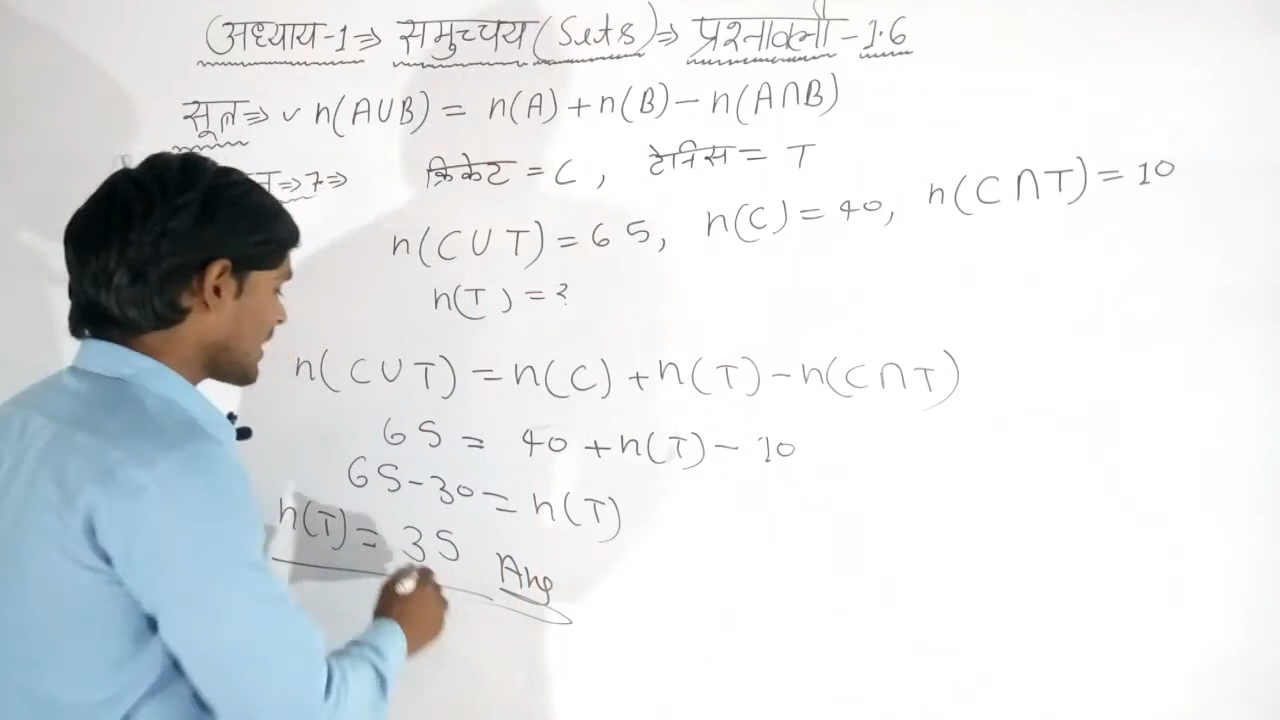 (अध्याय-1⇒ समुच्चय(Sets)⇒ प्रश्नावली-1.6
सूत्र⇒ ✓ n(A∪B) = n(A)+n(B)-n(A∩B)
⇒7⇒ क्रिकेट = C, टेनिस = T
n(C∪T)=65, n(C)=40, n(C∩T)=10
n(T)=?
n(C∪T)=n(C)+n(T)-n(C∩T)
65 = 40+n(T)-10
65-30=n(T)
n(T)=35 Ans